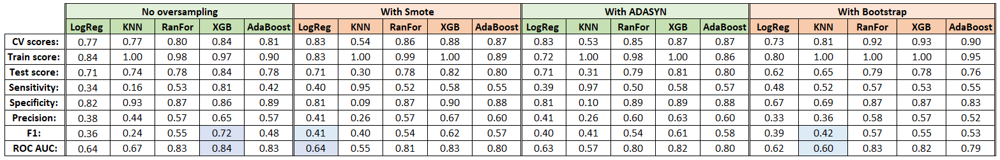 No oversampling With Smote With ADASYN With Bootstrap
LogReg KNN RanFor XGB AdaBoost LogReg KNN RanFor XGB AdaBoost LogReg KNN RanFor XGB AdaBoost LogReg KNN RanFor XGB AdaBoost
CV scores: 0.77 0.77 0.80 0.84 0.81 0.83 0.54 0.86 0.88 0.87 0.83 0.53 0.85 0.87 0.87 0.73 0.81 0.92 0.93 0.90
Train score: 0.84 1.00 0.98 0.97 0.90 0.83 1.00 0.99 1.00 0.89 0.72 1.00 0.98 1.00 0.86 0.80 1.00 1.00 1.00 0.95
Test score: 0.71 0.74 0.78 0.84 0.78 0.71 0.30 0.78 0.82 0.80 0.71 0.31 0.79 0.81 0.80 0.62 0.65 0.79 0.78 0.76
Sensitivity: 0.34 0.16 0.53 0.81 0.42 0.40 0.95 0.52 0.58 0.55 0.39 0.97 0.50 0.58 0.57 0.48 0.52 0.57 0.53 0.55
Specificity: 0.82 0.93 0.87 0.86 0.89 0.81 0.09 0.87 0.90 0.88 0.81 0.10 0.89 0.89 0.88 0.67 0.69 0.87 0.87 0.83
Precision: 0.38 0.44 0.57 0.65 0.57 0.41 0.26 0.57 0.67 0.60 0.41 0.26 0.60 0.63 0.60 0.33 0.36 0.58 0.57 0.52
F1: 0.36 0.24 0.55 0.72 0.48 0.41 0.40 0.54 0.62 0.57 0.40 0.41 0.54 0.61 0.58 0.39 0.42 0.57 0.55 0.53
ROC AUC: 0.64 0.67 0.83 0.84 0.83 0.64 0.55 0.81 0.83 0.80 0.63 0.57 0.80 0.82 0.80 0.62 0.60 0.83 0.82 0.79